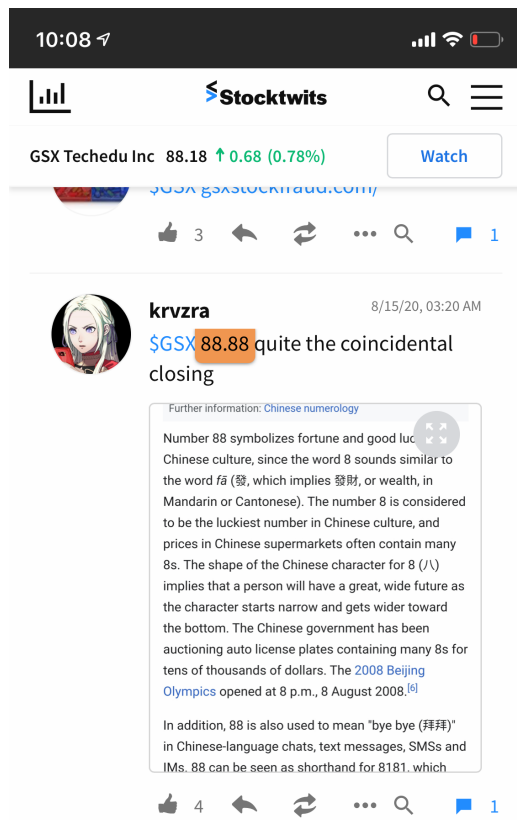 10:08
Stocktwits
GSX Techedu Inc 88.18 ↑ 0.68 (0.78%)
Watch
$GSX gsxstockfraud.com/
3
1
krvzra
8/15/20, 03:20 AM
$GSX 88.88 quite the coincidental
closing
Further information: Chinese numerology
Number 88 symbolizes fortune and good luc
Chinese culture, since the word 8 sounds similar to
the word fā (發, which implies 發財, or wealth, in
Mandarin or Cantonese). The number 8 is considered
to be the luckiest number in Chinese culture, and
prices in Chinese supermarkets often contain many
8s. The shape of the Chinese character for 8 (八)
implies that a person will have a great, wide future as
the character starts narrow and gets wider toward
the bottom. The Chinese government has been
auctioning auto license plates containing many 8s for
tens of thousands of dollars. The 2008 Beijing
Olympics opened at 8 p.m., 8 August 2008.[6]
In addition, 88 is also used to mean "bye bye (拜拜)"
in Chinese-language chats, text messages, SMSs and
IMs. 88 can be seen as shorthand for 8181, which
4
1